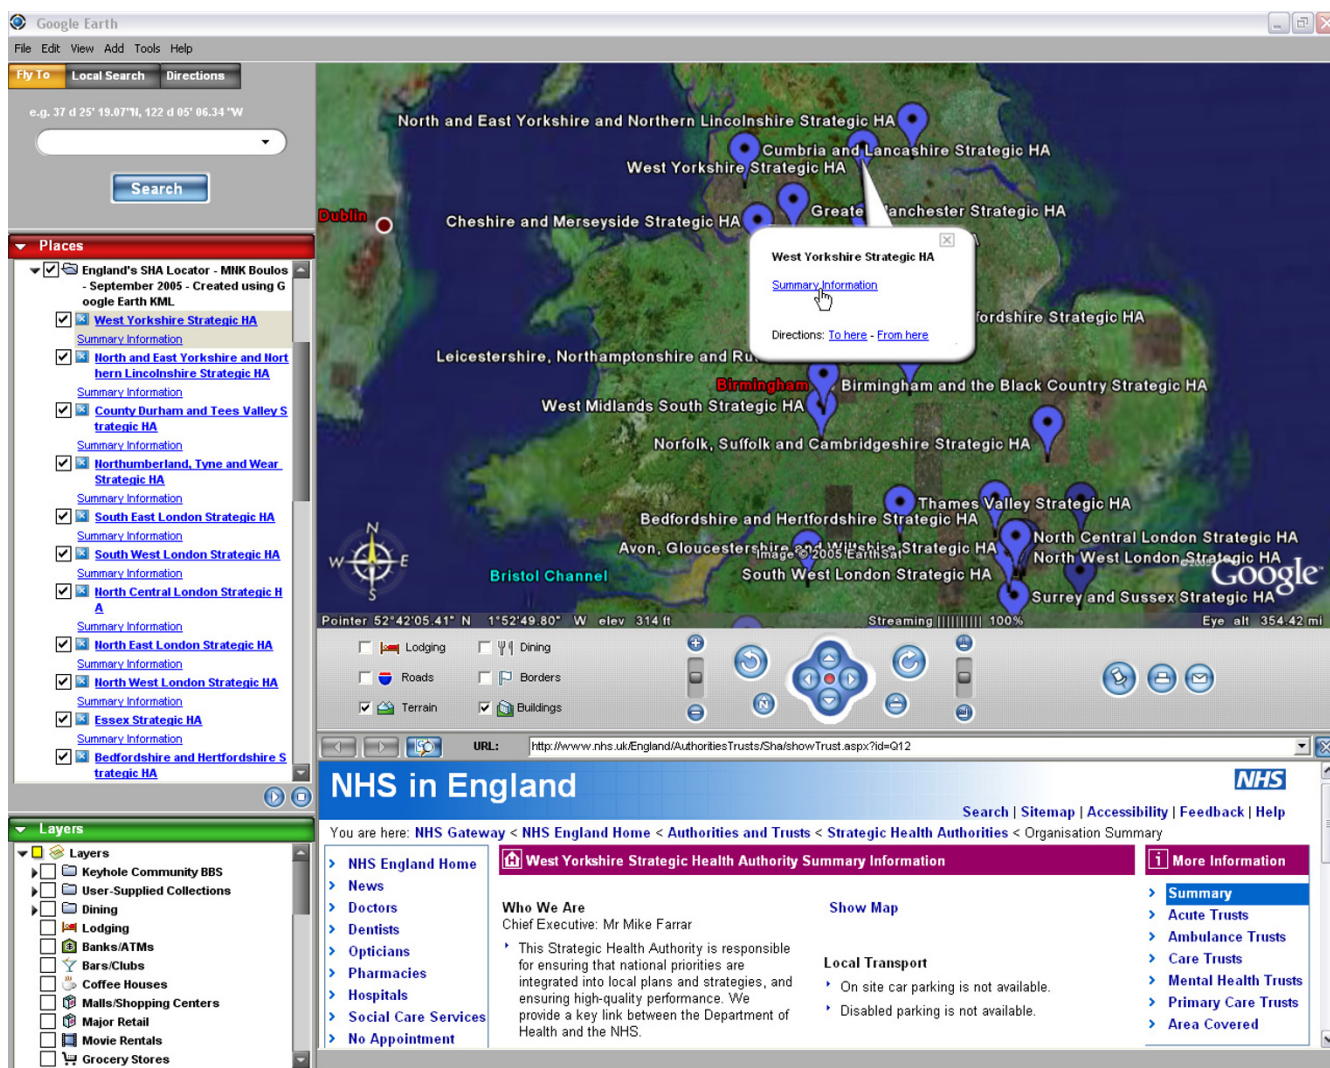 Google Earth
File Edit View Add Tools Help
Fly To Local Search Directions
e.g. 37 d 25' 19.07"N, 122 d 05' 06.34 "W
Search
Places
England's SHA Locator - MNK Boulos
- September 2005 - Created using G
oogle Earth KML
West Yorkshire Strategic HA
Summary Information
North and East Yorkshire and Nort
hern Lincolnshire Strategic HA
Summary Information
County Durham and Tees Valley S
trategic HA
Summary Information
Northumberland, Tyne and Wear
Strategic HA
Summary Information
South East London Strategic HA
Summary Information
South West London Strategic HA
Summary Information
North Central London Strategic H
A
Summary Information
North East London Strategic HA
Summary Information
North West London Strategic HA
Summary Information
Essex Strategic HA
Summary Information
Bedfordshire and Hertfordshire S
trategic HA
Layers
Layers
Keyhole Community BBS
User-Supplied Collections
Dining
Lodging
Banks/ATMs
Bars/Clubs
Coffee Houses
Malls/Shopping Centers
Major Retail
Movie Rentals
Grocery Stores
North and East Yorkshire and Northern Lincolnshire Strategic HA
Cumbria and Lancashire Strategic HA
West Yorkshire Strategic HA
Dublin
Greate Manchester Strategic HA
Cheshire and Merseyside Strategic HA
West Yorkshire Strategic HA
Summary Information
Directions: To here - From here
fordshire Strategic HA
Leicestershire, Northamptonshire and Ru
Birmingham
Birmingham and the Black Country Strategic HA
West Midlands South Strategic HA
Norfolk, Suffolk and Cambridgeshire Strategic HA
Thames Valley Strategic HA
Bedfordshire and Hertfordshire Strategic HA
North Central London Strategic HA
Avon, Gloucestershire and Wiltshire Strategic HA
Image © 2005 EarthSat
North West London Strategic HA
Bristol Channel
South West London Strategic HA
Google
Surrey and Sussex Strategic HA
N
W E
S
Pointer 52°42'05.41" N 1°52'49.80" W elev 314 ft Streaming |||||||||| 100% Eye alt 354.42 mi
Lodging Dining
Roads Borders
Terrain Buildings
N
URL: http://www.nhs.uk/England/AuthoritiesTrusts/Sha/showTrust.aspx?id=Q12
NHS in England
NHS
Search | Sitemap | Accessibility | Feedback | Help
You are here: NHS Gateway < NHS England Home < Authorities and Trusts < Strategic Health Authorities < Organisation Summary
NHS England Home
News
Doctors
Dentists
Opticians
Pharmacies
Hospitals
Social Care Services
No Appointment
West Yorkshire Strategic Health Authority Summary Information
Who We Are
Chief Executive: Mr Mike Farrar
This Strategic Health Authority is responsible
for ensuring that national priorities are
integrated into local plans and strategies, and
ensuring high-quality performance. We
provide a key link between the Department of
Health and the NHS.
Show Map
Local Transport
On site car parking is not available.
Disabled parking is not available.
i More Information
Summary
Acute Trusts
Ambulance Trusts
Care Trusts
Mental Health Trusts
Primary Care Trusts
Area Covered